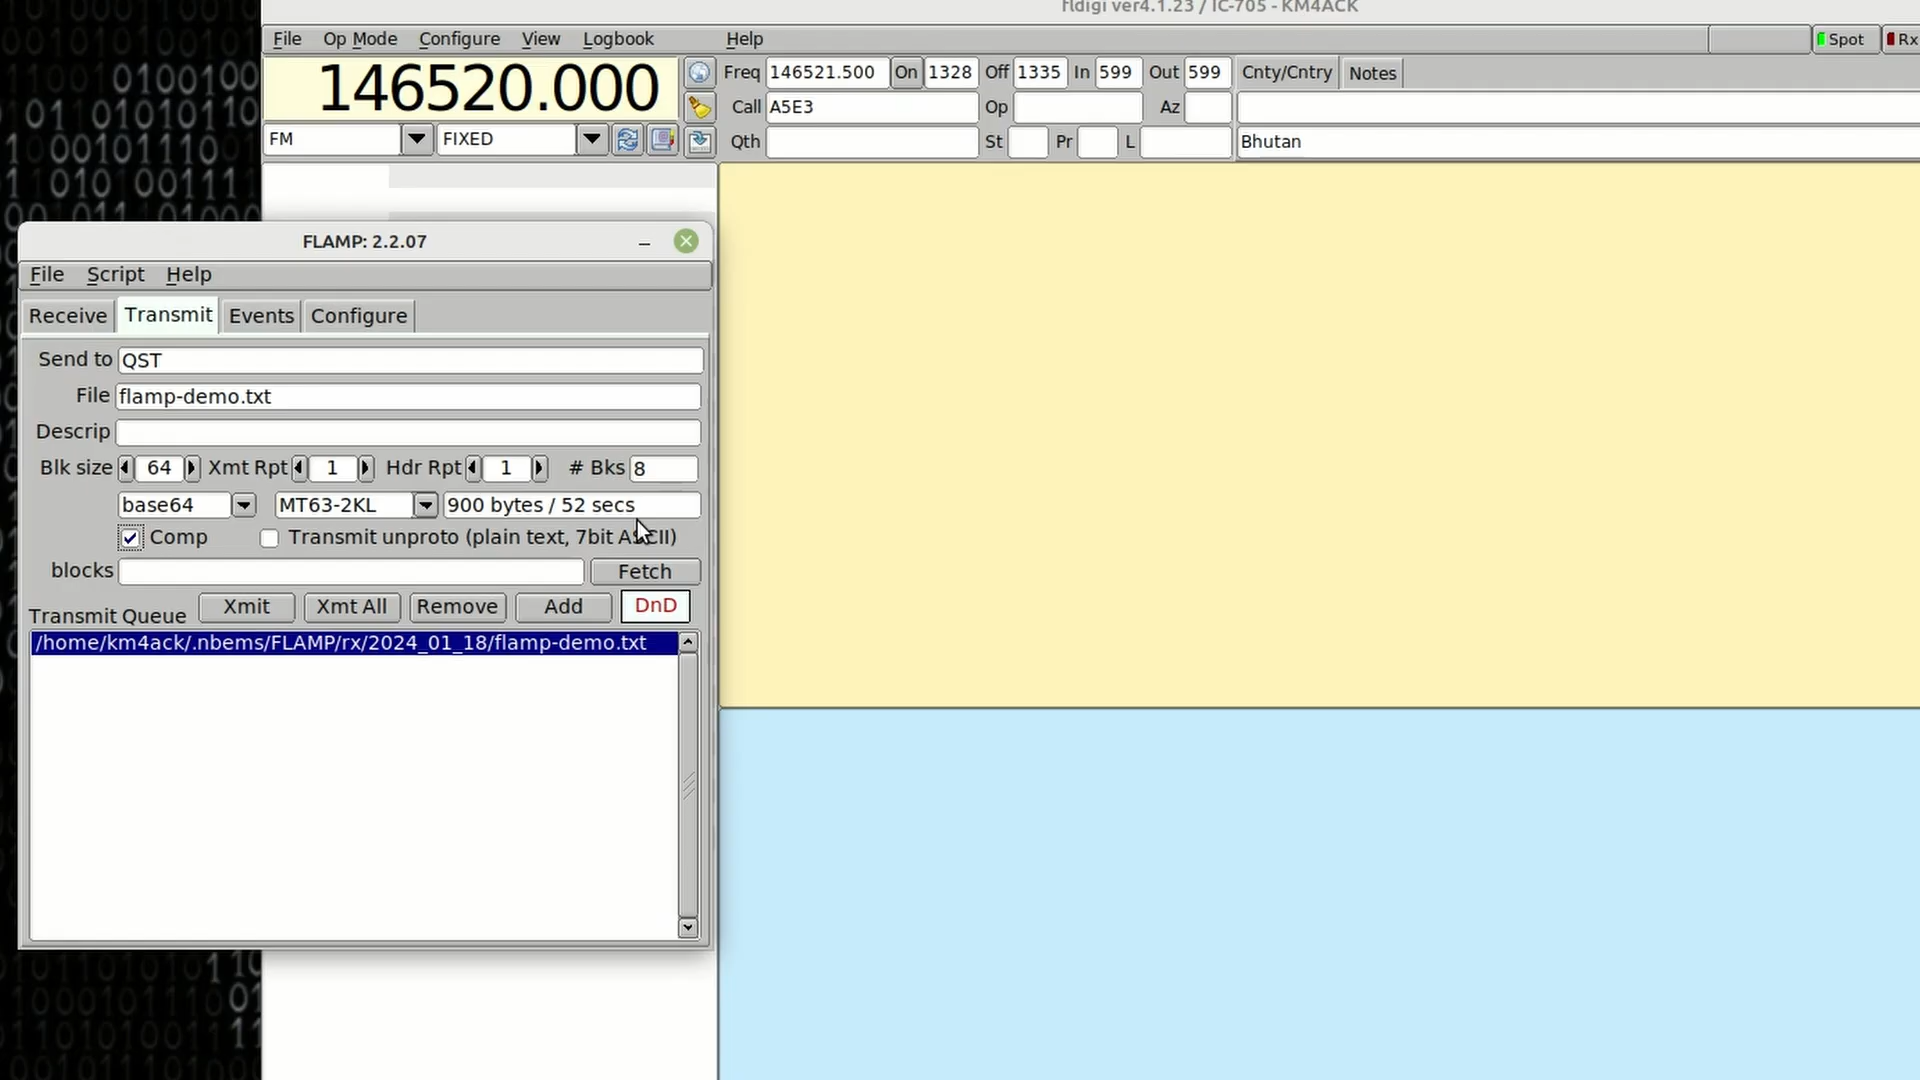 fldigi ver4.1.23 / IC-705 - KM4ACK
File Op Mode Configure View Logbook Help Spot Rx
146520.000 Freq 146521.500 On 1328 Off 1335 In 599 Out 599 Cnty/Cntry Notes
Call A5E3 Op Az
FM FIXED Qth St Pr L Bhutan
FLAMP: 2.2.07
File Script Help
Receive Transmit Events Configure
Send to QST
File flamp-demo.txt
Descrip
Blk size 64 Xmt Rpt 1 Hdr Rpt 1 # Bks 8
base64 MT63-2KL 900 bytes / 52 secs
Comp Transmit unproto (plain text, 7bit ASCII)
blocks Fetch
Transmit Queue Xmit Xmt All Remove Add DnD
/home/km4ack/.nbems/FLAMP/rx/2024_01_18/flamp-demo.txt